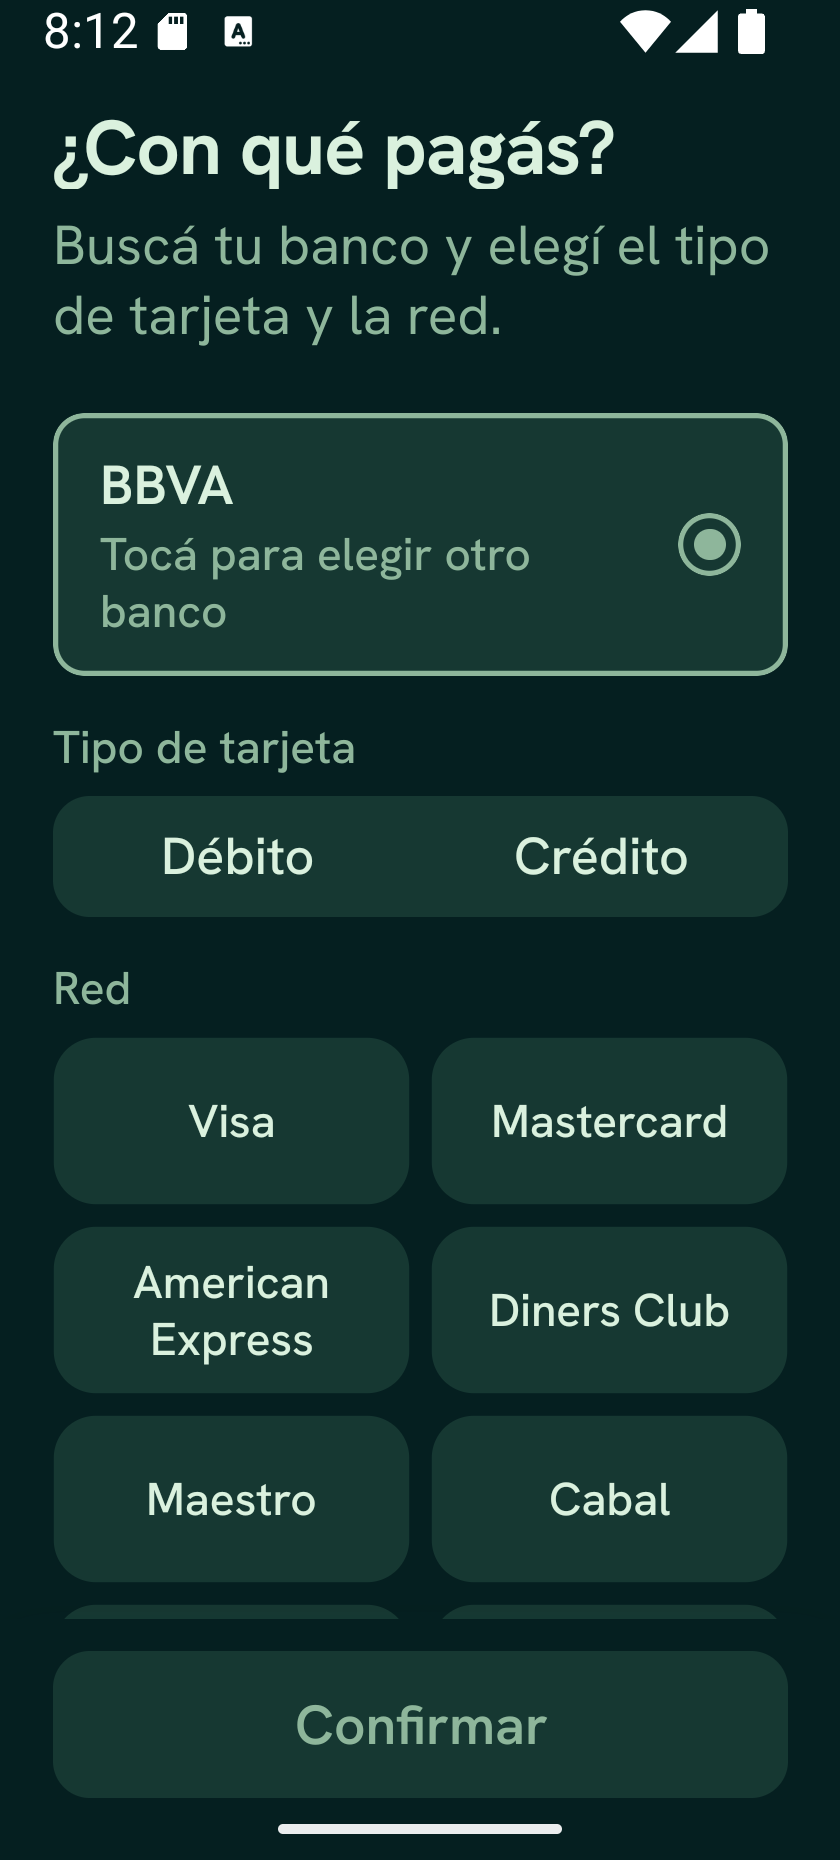 8:12
¿Con qué pagás?
Buscá tu banco y elegí el tipo
de tarjeta y la red.
BBVA
Tocá para elegir otro
banco
Tipo de tarjeta
Débito
Crédito
Red
Visa
Mastercard
American
Express
Diners Club
Maestro
Cabal
Confirmar